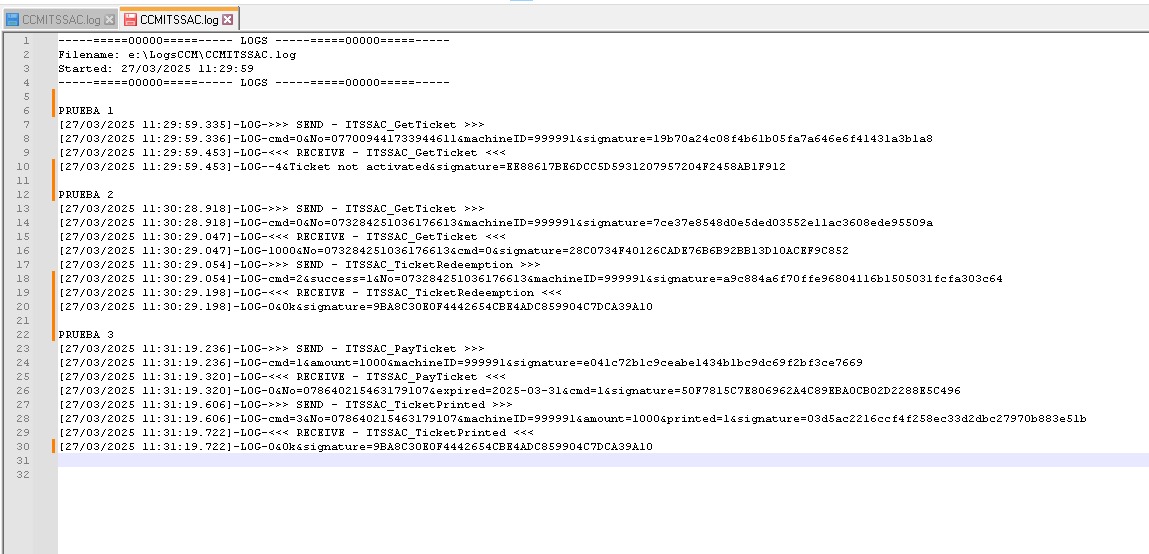 CCMITSSAC.log CCMITSSAC.log
1 -----=====00000=====----- LOGS -----=====00000=====-----
2 Filename: e:\LogsCCM\CCMITSSAC.log
3 Started: 27/03/2025 11:29:59
4 -----=====00000=====----- LOGS -----=====00000=====-----
5
6 PRUEBA 1
7 [27/03/2025 11:29:59.335]-LOG->>> SEND - ITSSAC_GetTicket >>>
8 [27/03/2025 11:29:59.336]-LOG-cmd=0&No=077009441733944611&machineID=999991&signature=19b70a24c08f4b61b05fa7a646e6f41431a3b1a8
9 [27/03/2025 11:29:59.453]-LOG-<<< RECEIVE - ITSSAC_GetTicket <<<
10 [27/03/2025 11:29:59.453]-LOG--4&Ticket not activated&signature=EE88617BE6DCC5D5931207957204F2458AB1F912
11
12 PRUEBA 2
13 [27/03/2025 11:30:28.918]-LOG->>> SEND - ITSSAC_GetTicket >>>
14 [27/03/2025 11:30:28.918]-LOG-cmd=0&No=073284251036176613&machineID=999991&signature=7ce37e8548d0e5ded03552e11ac3608ede95509a
15 [27/03/2025 11:30:29.047]-LOG-<<< RECEIVE - ITSSAC_GetTicket <<<
16 [27/03/2025 11:30:29.047]-LOG-1000&No=073284251036176613&cmd=0&signature=28C0734F40126CADE76B6B92BB13D10ACEF9C852
17 [27/03/2025 11:30:29.054]-LOG->>> SEND - ITSSAC_TicketRedemption >>>
18 [27/03/2025 11:30:29.054]-LOG-cmd=2&success=1&No=073284251036176613&machineID=999991&signature=a9c884a6f70ffe96804116b1505031fcfa303c64
19 [27/03/2025 11:30:29.198]-LOG-<<< RECEIVE - ITSSAC_TicketRedemption <<<
20 [27/03/2025 11:30:29.198]-LOG-0&Ok&signature=9BA8C30E0F4442654CBE4ADC859904C7DCA39A10
21
22 PRUEBA 3
23 [27/03/2025 11:31:19.236]-LOG->>> SEND - ITSSAC_PayTicket >>>
24 [27/03/2025 11:31:19.236]-LOG-cmd=1&amount=1000&machineID=999991&signature=e041c72b1c9ceabe1434b1bc9dc69f2bf3ce7669
25 [27/03/2025 11:31:19.320]-LOG-<<< RECEIVE - ITSSAC_PayTicket <<<
26 [27/03/2025 11:31:19.320]-LOG-0&No=078640215463179107&expired=2025-03-31&cmd=1&signature=50F7815C7E806962A4C89EBA0CB02D2288E5C496
27 [27/03/2025 11:31:19.606]-LOG->>> SEND - ITSSAC_TicketPrinted >>>
28 [27/03/2025 11:31:19.606]-LOG-cmd=3&No=078640215463179107&machineID=999991&amount=1000&printed=1&signature=03d5ac2216ccf4f258ec33d2dbc27970b883e51b
29 [27/03/2025 11:31:19.722]-LOG-<<< RECEIVE - ITSSAC_TicketPrinted <<<
30 [27/03/2025 11:31:19.722]-LOG-0&Ok&signature=9BA8C30E0F4442654CBE4ADC859904C7DCA39A10
31
32